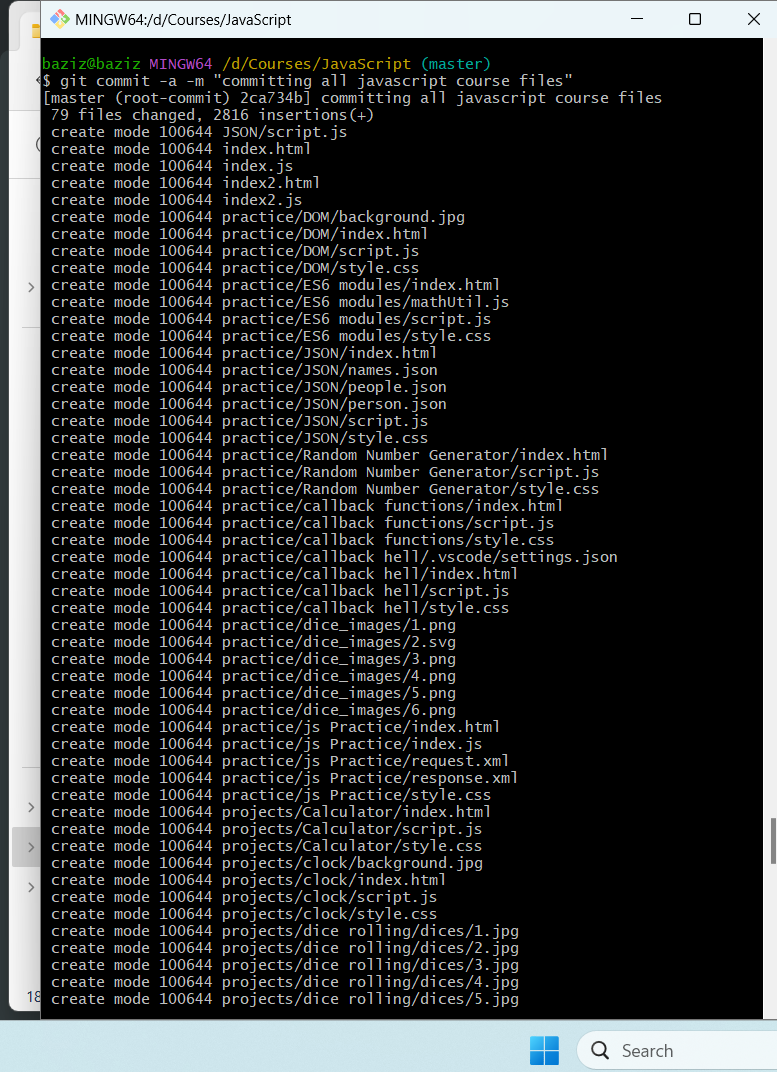 MINGW64:/d/Courses/JavaScript
baziz@baziz MINGW64 /d/Courses/JavaScript (master)
$ git commit -a -m "committing all javascript course files"
[master (root-commit) 2ca734b] committing all javascript course files
 79 files changed, 2816 insertions(+)
 create mode 100644 JSON/script.js
 create mode 100644 index.html
 create mode 100644 index.js
 create mode 100644 index2.html
 create mode 100644 index2.js
 create mode 100644 practice/DOM/background.jpg
 create mode 100644 practice/DOM/index.html
 create mode 100644 practice/DOM/script.js
 create mode 100644 practice/DOM/style.css
 create mode 100644 practice/ES6 modules/index.html
 create mode 100644 practice/ES6 modules/mathUtil.js
 create mode 100644 practice/ES6 modules/script.js
 create mode 100644 practice/ES6 modules/style.css
 create mode 100644 practice/JSON/index.html
 create mode 100644 practice/JSON/names.json
 create mode 100644 practice/JSON/people.json
 create mode 100644 practice/JSON/person.json
 create mode 100644 practice/JSON/script.js
 create mode 100644 practice/JSON/style.css
 create mode 100644 practice/Random Number Generator/index.html
 create mode 100644 practice/Random Number Generator/script.js
 create mode 100644 practice/Random Number Generator/style.css
 create mode 100644 practice/callback functions/index.html
 create mode 100644 practice/callback functions/script.js
 create mode 100644 practice/callback functions/style.css
 create mode 100644 practice/callback hell/.vscode/settings.json
 create mode 100644 practice/callback hell/index.html
 create mode 100644 practice/callback hell/script.js
 create mode 100644 practice/callback hell/style.css
 create mode 100644 practice/dice_images/1.png
 create mode 100644 practice/dice_images/2.svg
 create mode 100644 practice/dice_images/3.png
 create mode 100644 practice/dice_images/4.png
 create mode 100644 practice/dice_images/5.png
 create mode 100644 practice/dice_images/6.png
 create mode 100644 practice/js Practice/index.html
 create mode 100644 practice/js Practice/index.js
 create mode 100644 practice/js Practice/request.xml
 create mode 100644 practice/js Practice/response.xml
 create mode 100644 practice/js Practice/style.css
 create mode 100644 projects/Calculator/index.html
 create mode 100644 projects/Calculator/script.js
 create mode 100644 projects/Calculator/style.css
 create mode 100644 projects/clock/background.jpg
 create mode 100644 projects/clock/index.html
 create mode 100644 projects/clock/script.js
 create mode 100644 projects/clock/style.css
 create mode 100644 projects/dice rolling/dices/1.jpg
 create mode 100644 projects/dice rolling/dices/2.jpg
 create mode 100644 projects/dice rolling/dices/3.jpg
 create mode 100644 projects/dice rolling/dices/4.jpg
 create mode 100644 projects/dice rolling/dices/5.jpg
18
Search